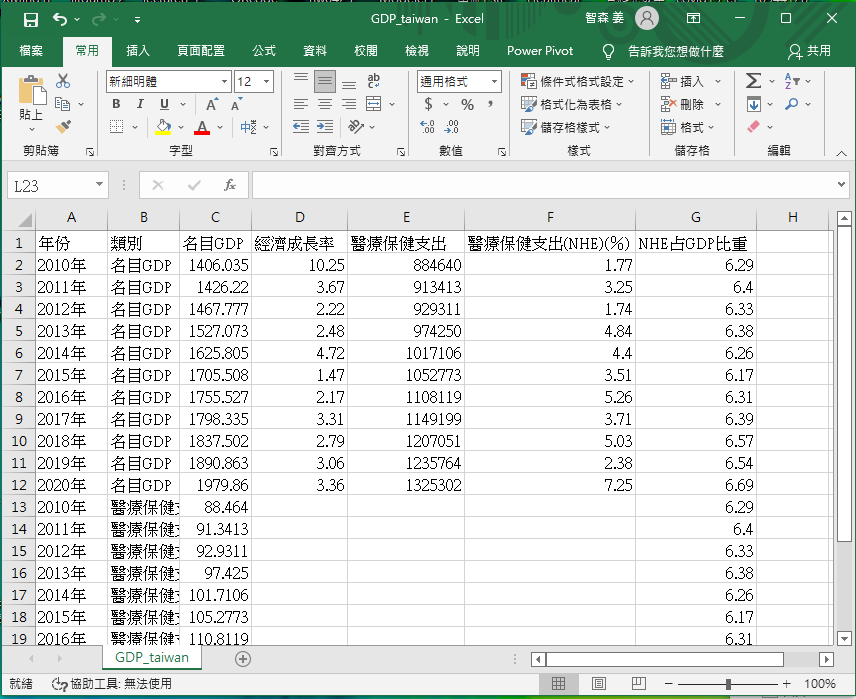 GDP_taiwan - Excel 智森 姜
檔案 常用 插入 頁面配置 公式 資料 校閱 檢視 說明 Power Pivot 告訴我您想做什麼 共用
新細明體 12 通用格式 條件式格式設定 插入
貼上 B I U A A ab $ % , 格式化為表格 刪除
A 中 .00 .00 儲存格樣式 格式
剪貼簿 字型 對齊方式 數值 樣式 儲存格 編輯
L23 fx
A B C D E F G H
1 年份 類別 名目GDP 經濟成長率 醫療保健支出 醫療保健支出(NHE)(%) NHE占GDP比重
2 2010年 名目GDP 1406.035 10.25 884640 1.77 6.29
3 2011年 名目GDP 1426.22 3.67 913413 3.25 6.4
4 2012年 名目GDP 1467.777 2.22 929311 1.74 6.33
5 2013年 名目GDP 1527.073 2.48 974250 4.84 6.38
6 2014年 名目GDP 1625.805 4.72 1017106 4.4 6.26
7 2015年 名目GDP 1705.508 1.47 1052773 3.51 6.17
8 2016年 名目GDP 1755.527 2.17 1108119 5.26 6.31
9 2017年 名目GDP 1798.335 3.31 1149199 3.71 6.39
10 2018年 名目GDP 1837.502 2.79 1207051 5.03 6.57
11 2019年 名目GDP 1890.863 3.06 1235764 2.38 6.54
12 2020年 名目GDP 1979.86 3.36 1325302 7.25 6.69
13 2010年 醫療保健支 88.464 6.29
14 2011年 醫療保健支 91.3413 6.4
15 2012年 醫療保健支 92.9311 6.33
16 2013年 醫療保健支 97.425 6.38
17 2014年 醫療保健支 101.7106 6.26
18 2015年 醫療保健支 105.2773 6.17
19 2016年 醫療保健支 110.8119 6.31
GDP_taiwan
就緒 協助工具: 無法使用 100%